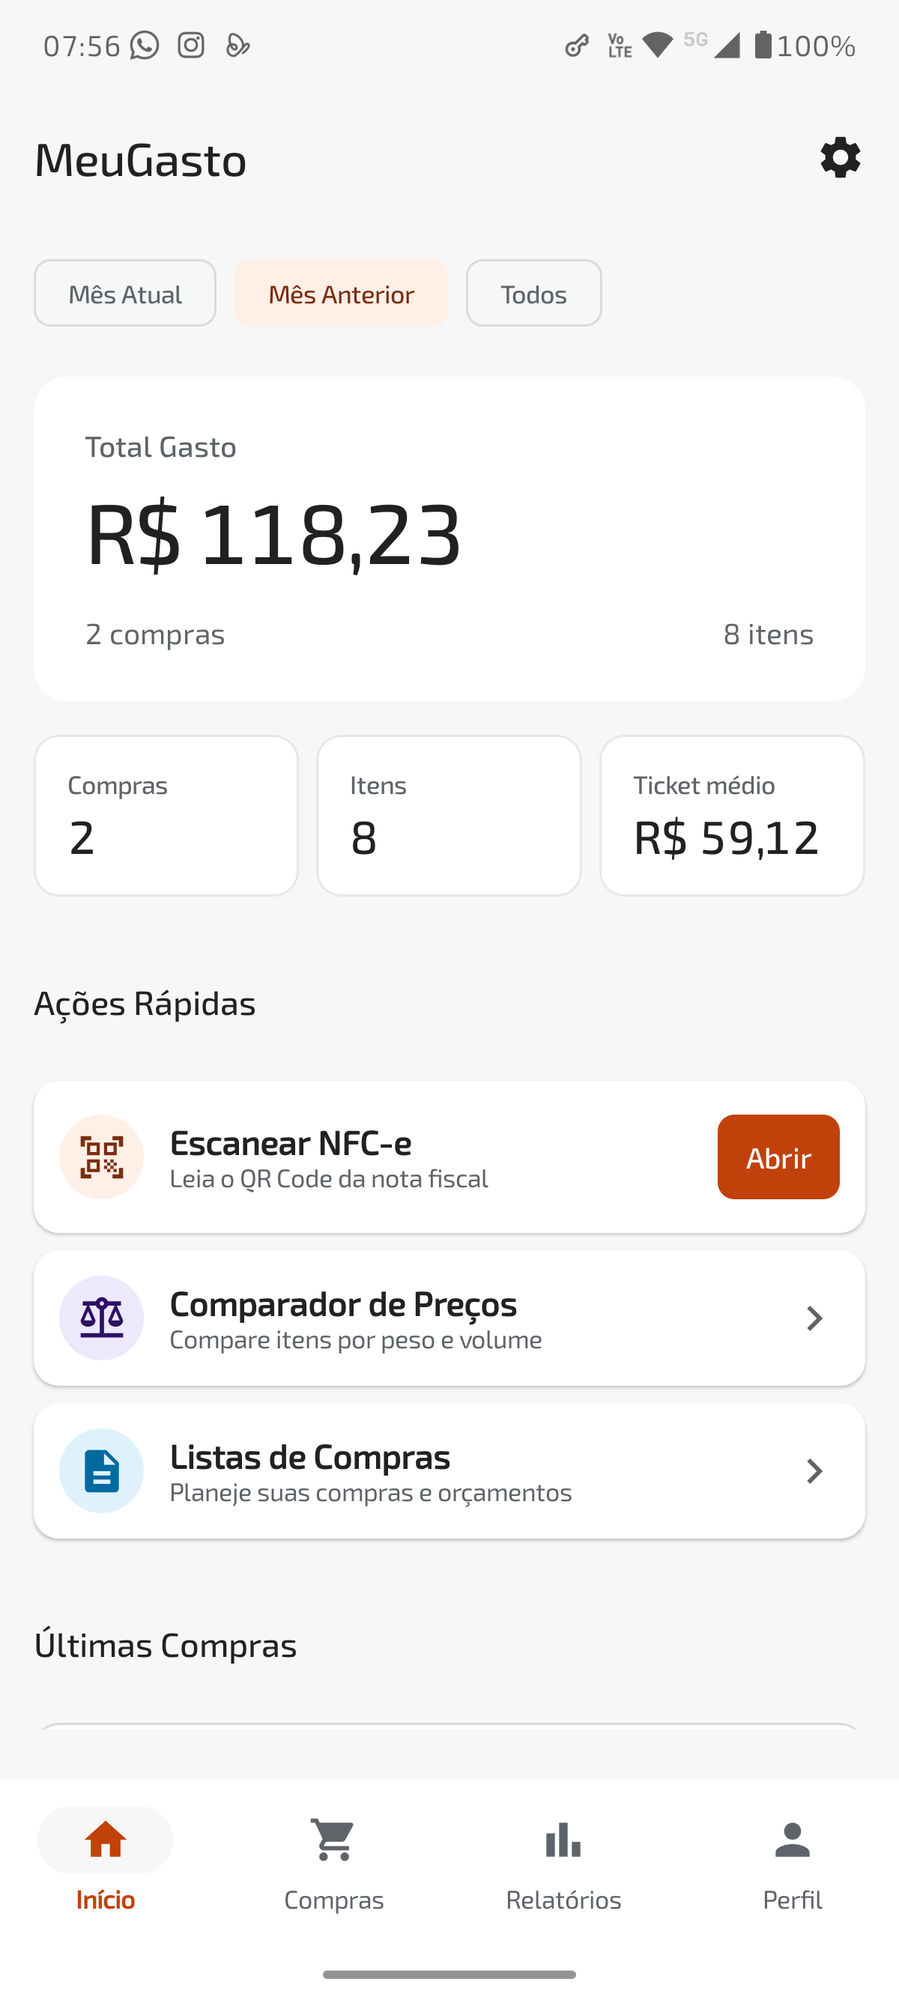 07:56
Vo LTE
5G
100%
MeuGasto
Mês Atual
Mês Anterior
Todos
Total Gasto
R$ 118,23
2 compras
8 itens
Compras
2
Itens
8
Ticket médio
R$ 59,12
Ações Rápidas
Escanear NFC-e
Leia o QR Code da nota fiscal
Abrir
Comparador de Preços
Compare itens por peso e volume
Listas de Compras
Planeje suas compras e orçamentos
Últimas Compras
Início
Compras
Relatórios
Perfil